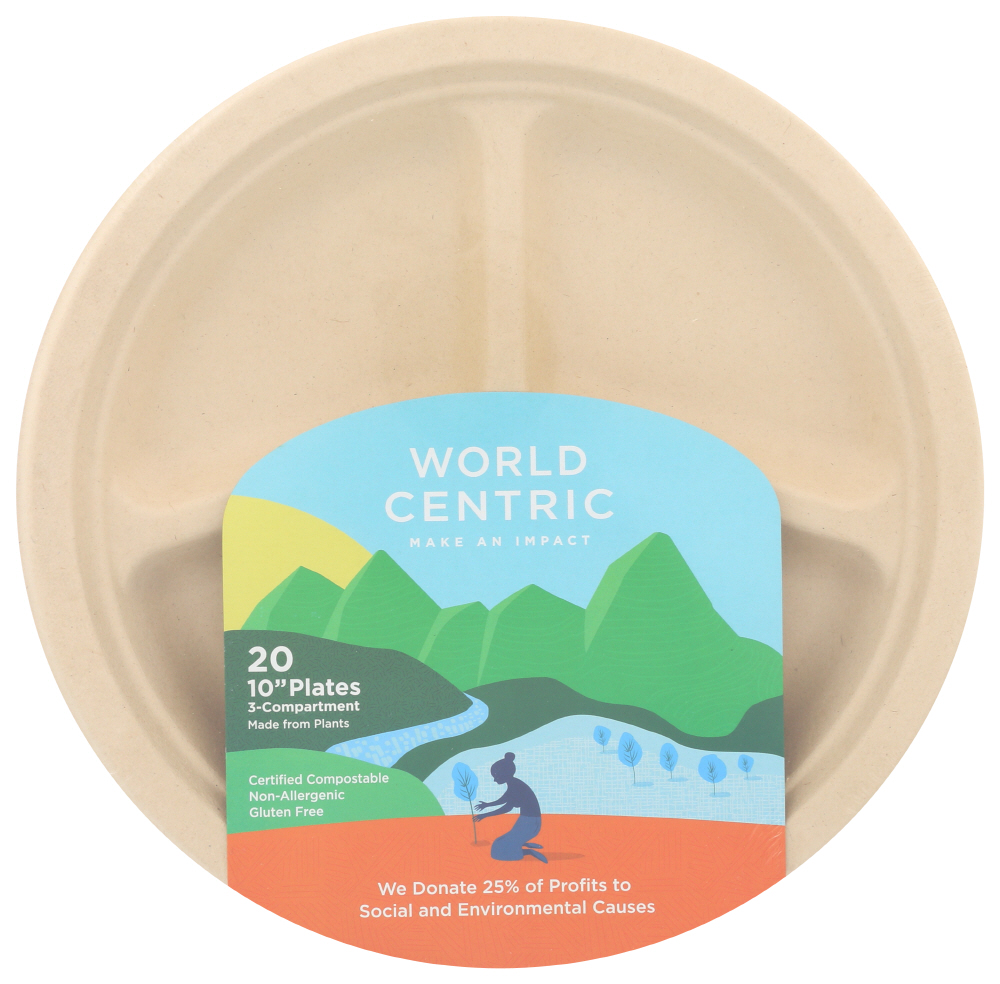 WORLD
CENTRIC
MAKE AN IMPACT
20
10” Plates
3-Compartment
Made from Plants
Certified Compostable
Non-Allergenic
Gluten Free
We Donate 25% of Profits to
Social and Environmental Causes